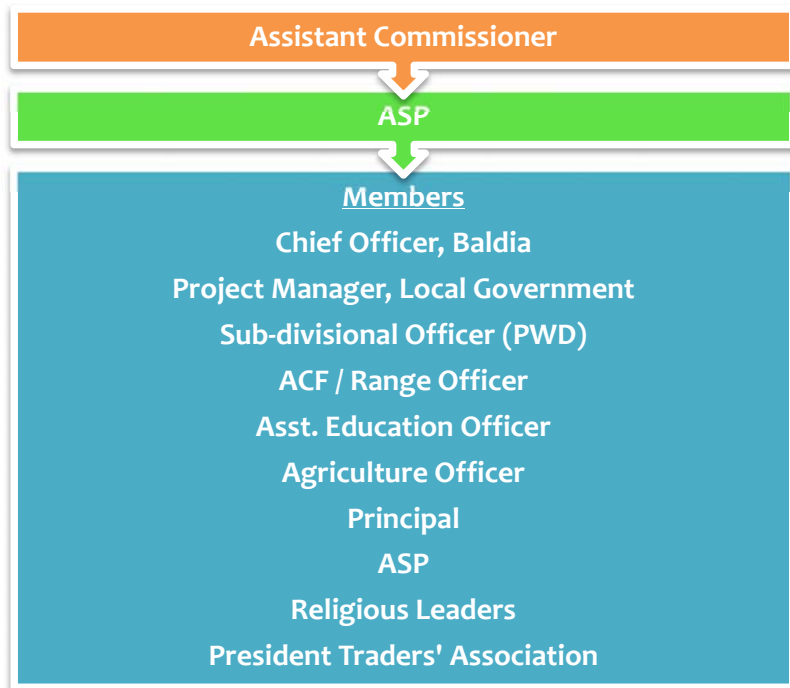 Assistant Commissioner
ASP
Members
Chief Officer, Baldia
Project Manager, Local Government
Sub-divisional Officer (PWD)
ACF / Range Officer
Asst. Education Officer
Agriculture Officer
Principal
ASP
Religious Leaders
President Traders' Association